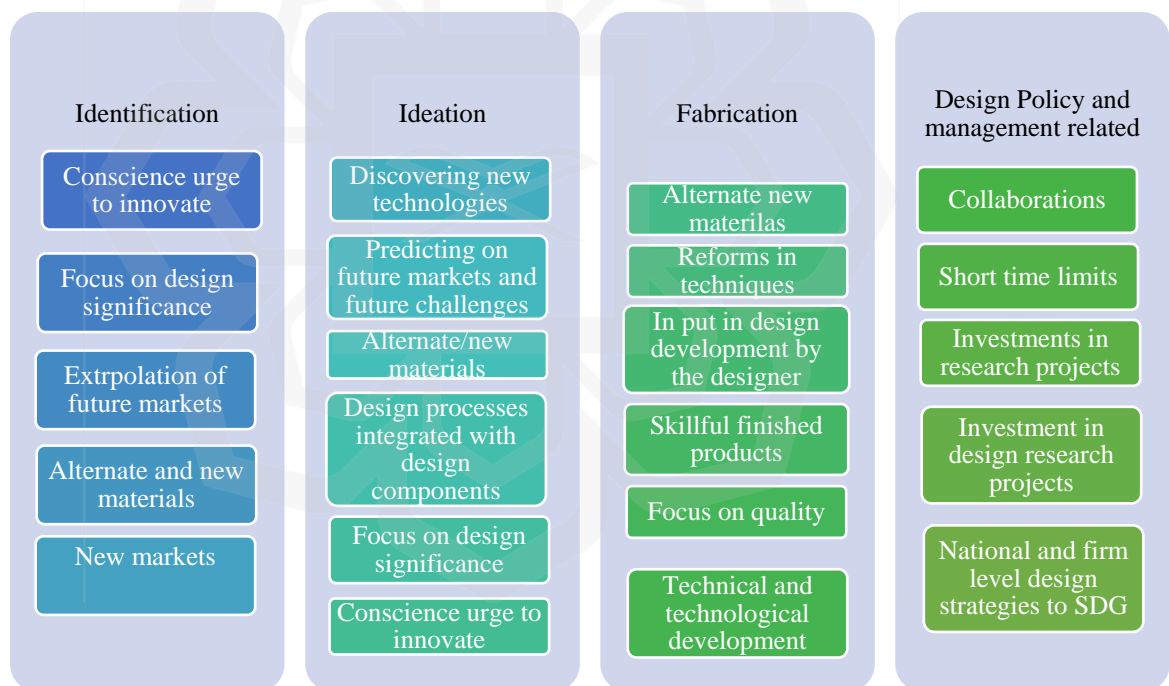 Identification
Conscience urge
to innovate
Focus on design
significance
Extrpolation of
future markets
Alternate and new
materials
New markets
Ideation
Discovering new
technologies
Predicting on
future markets and
future challenges
Alternate/new
materials
Design processes
integrated with
design
components
Focus on design
significance
Conscience urge to
innovate
Fabrication
Alternate new
materilas
Reforms in
techniques
In put in design
development by
the designer
Skillful finished
products
Focus on quality
Technical and
technological
development
Design Policy and
management related
Collaborations
Short time limits
Investments in
research projects
Investment in
design research
projects
National and firm
level design
strategies to SDG